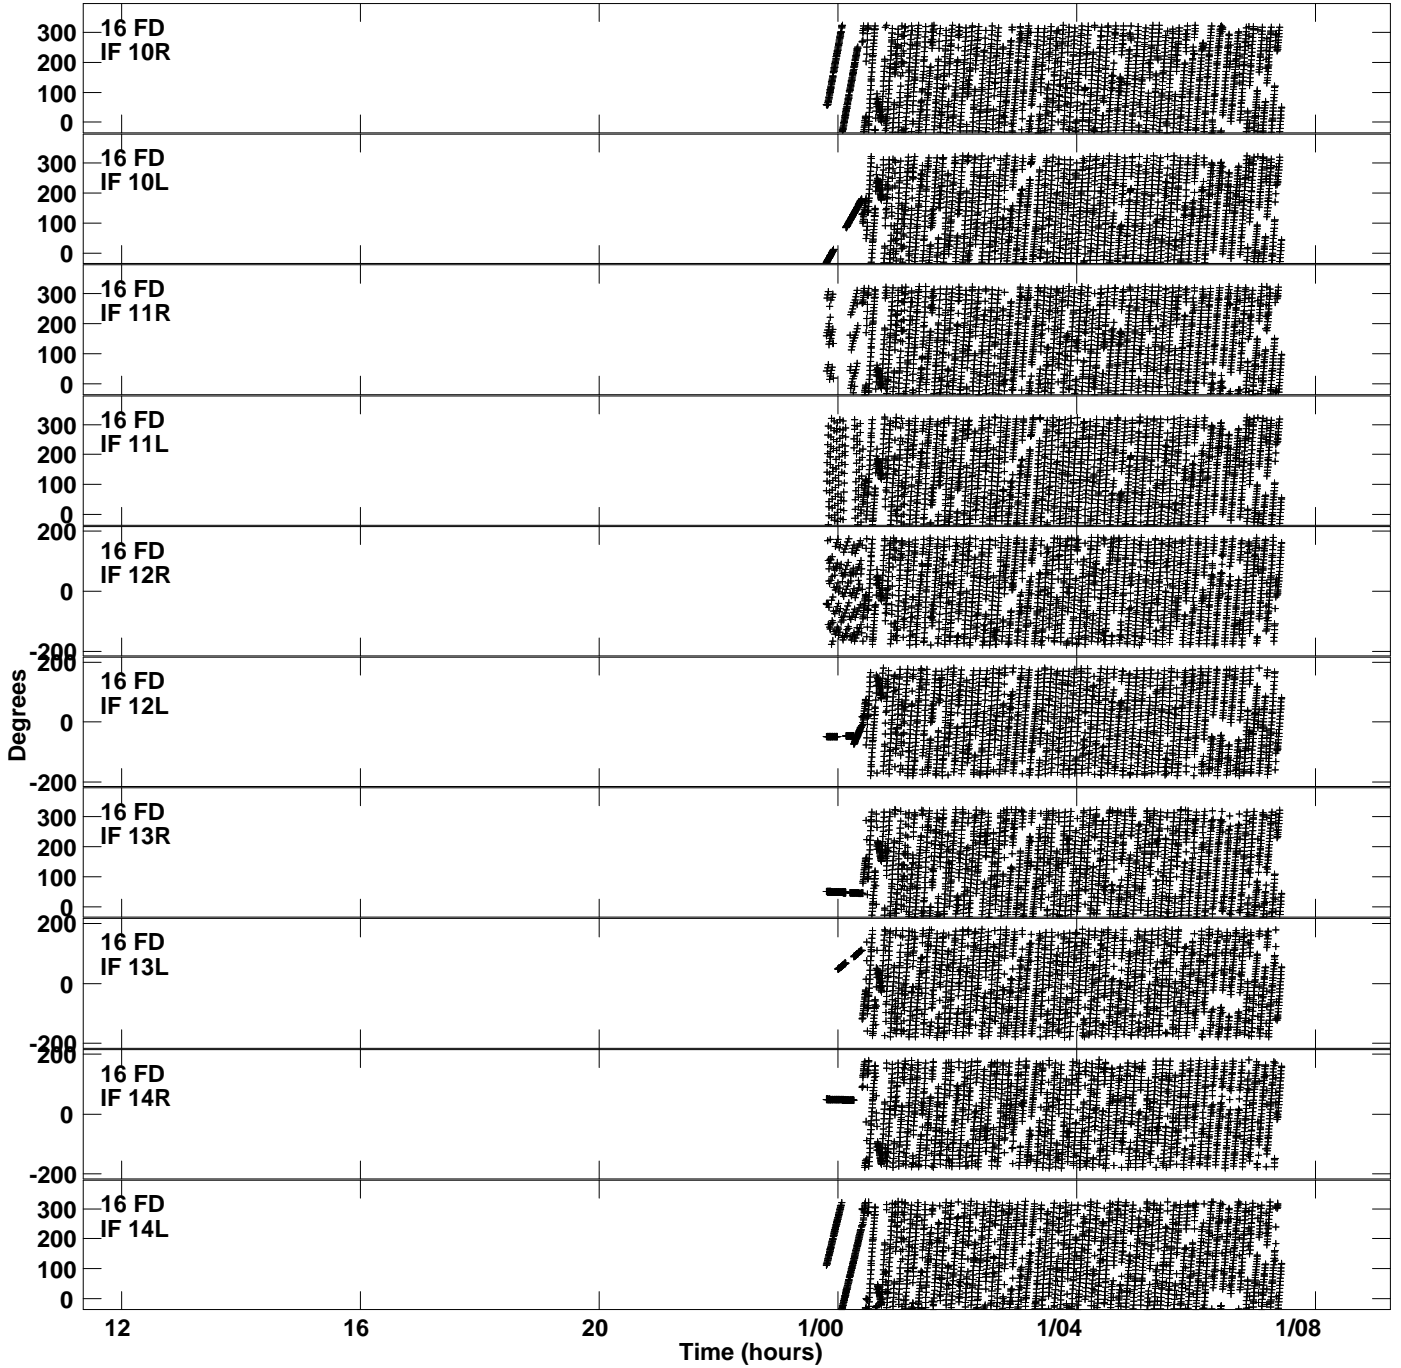 16 FD
IF 10R
300
200
100
0
16 FD
IF 10L
300
200
100
0
16 FD
IF 11R
300
200
100
0
16 FD
IF 11L
300
200
100
0
16 FD
IF 12R
200
0
-200
16 FD
IF 12L
200
0
-200
16 FD
IF 13R
300
200
100
0
16 FD
IF 13L
200
0
-200
16 FD
IF 14R
200
0
-200
16 FD
IF 14L
300
200
100
0
Degrees
12 16 20 1/00 1/04 1/08
Time (hours)